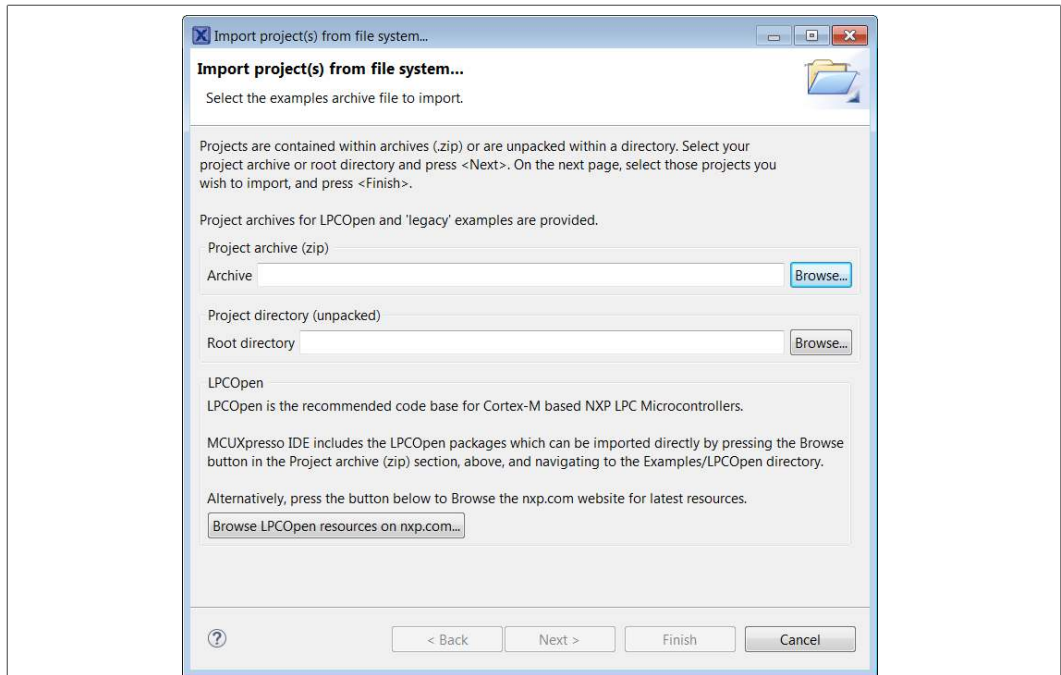 Import project(s) from file system...
Import project(s) from file system...
Select the examples archive file to import.
Projects are contained within archives (.zip) or are unpacked within a directory. Select your
project archive or root directory and press <Next>. On the next page, select those projects you
wish to import, and press <Finish>.
Project archives for LPCOpen and 'legacy' examples are provided.
Project archive (zip)
Archive Browse...
Project directory (unpacked)
Root directory Browse...
LPCOpen
LPCOpen is the recommended code base for Cortex-M based NXP LPC Microcontrollers.
MCUXpresso IDE includes the LPCOpen packages which can be imported directly by pressing the Browse
button in the Project archive (zip) section, above, and navigating to the Examples/LPCOpen directory.
Alternatively, press the button below to Browse the nxp.com website for latest resources.
Browse LPCOpen resources on nxp.com...
? < Back Next > Finish Cancel